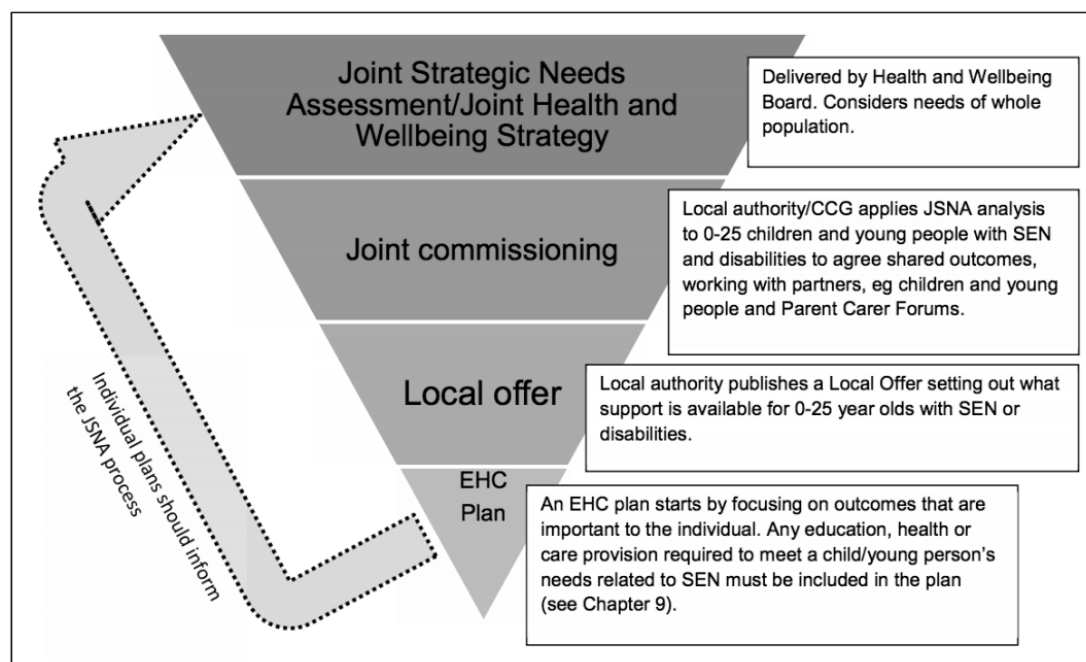 Joint Strategic Needs
Assessment/Joint Health and
Wellbeing Strategy
Delivered by Health and Wellbeing
Board. Considers needs of whole
population.
Joint commissioning
Local authority/CCG applies JSNA analysis
to 0-25 children and young people with SEN
and disabilities to agree shared outcomes,
working with partners, eg children and young
people and Parent Carer Forums.
Local offer
Local authority publishes a Local Offer setting out what
support is available for 0-25 year olds with SEN or
disabilities.
EHC
Plan
An EHC plan starts by focusing on outcomes that are
important to the individual. Any education, health or
care provision required to meet a child/young person's
needs related to SEN must be included in the plan
(see Chapter 9).
Individual plans should inform
the JSNA process